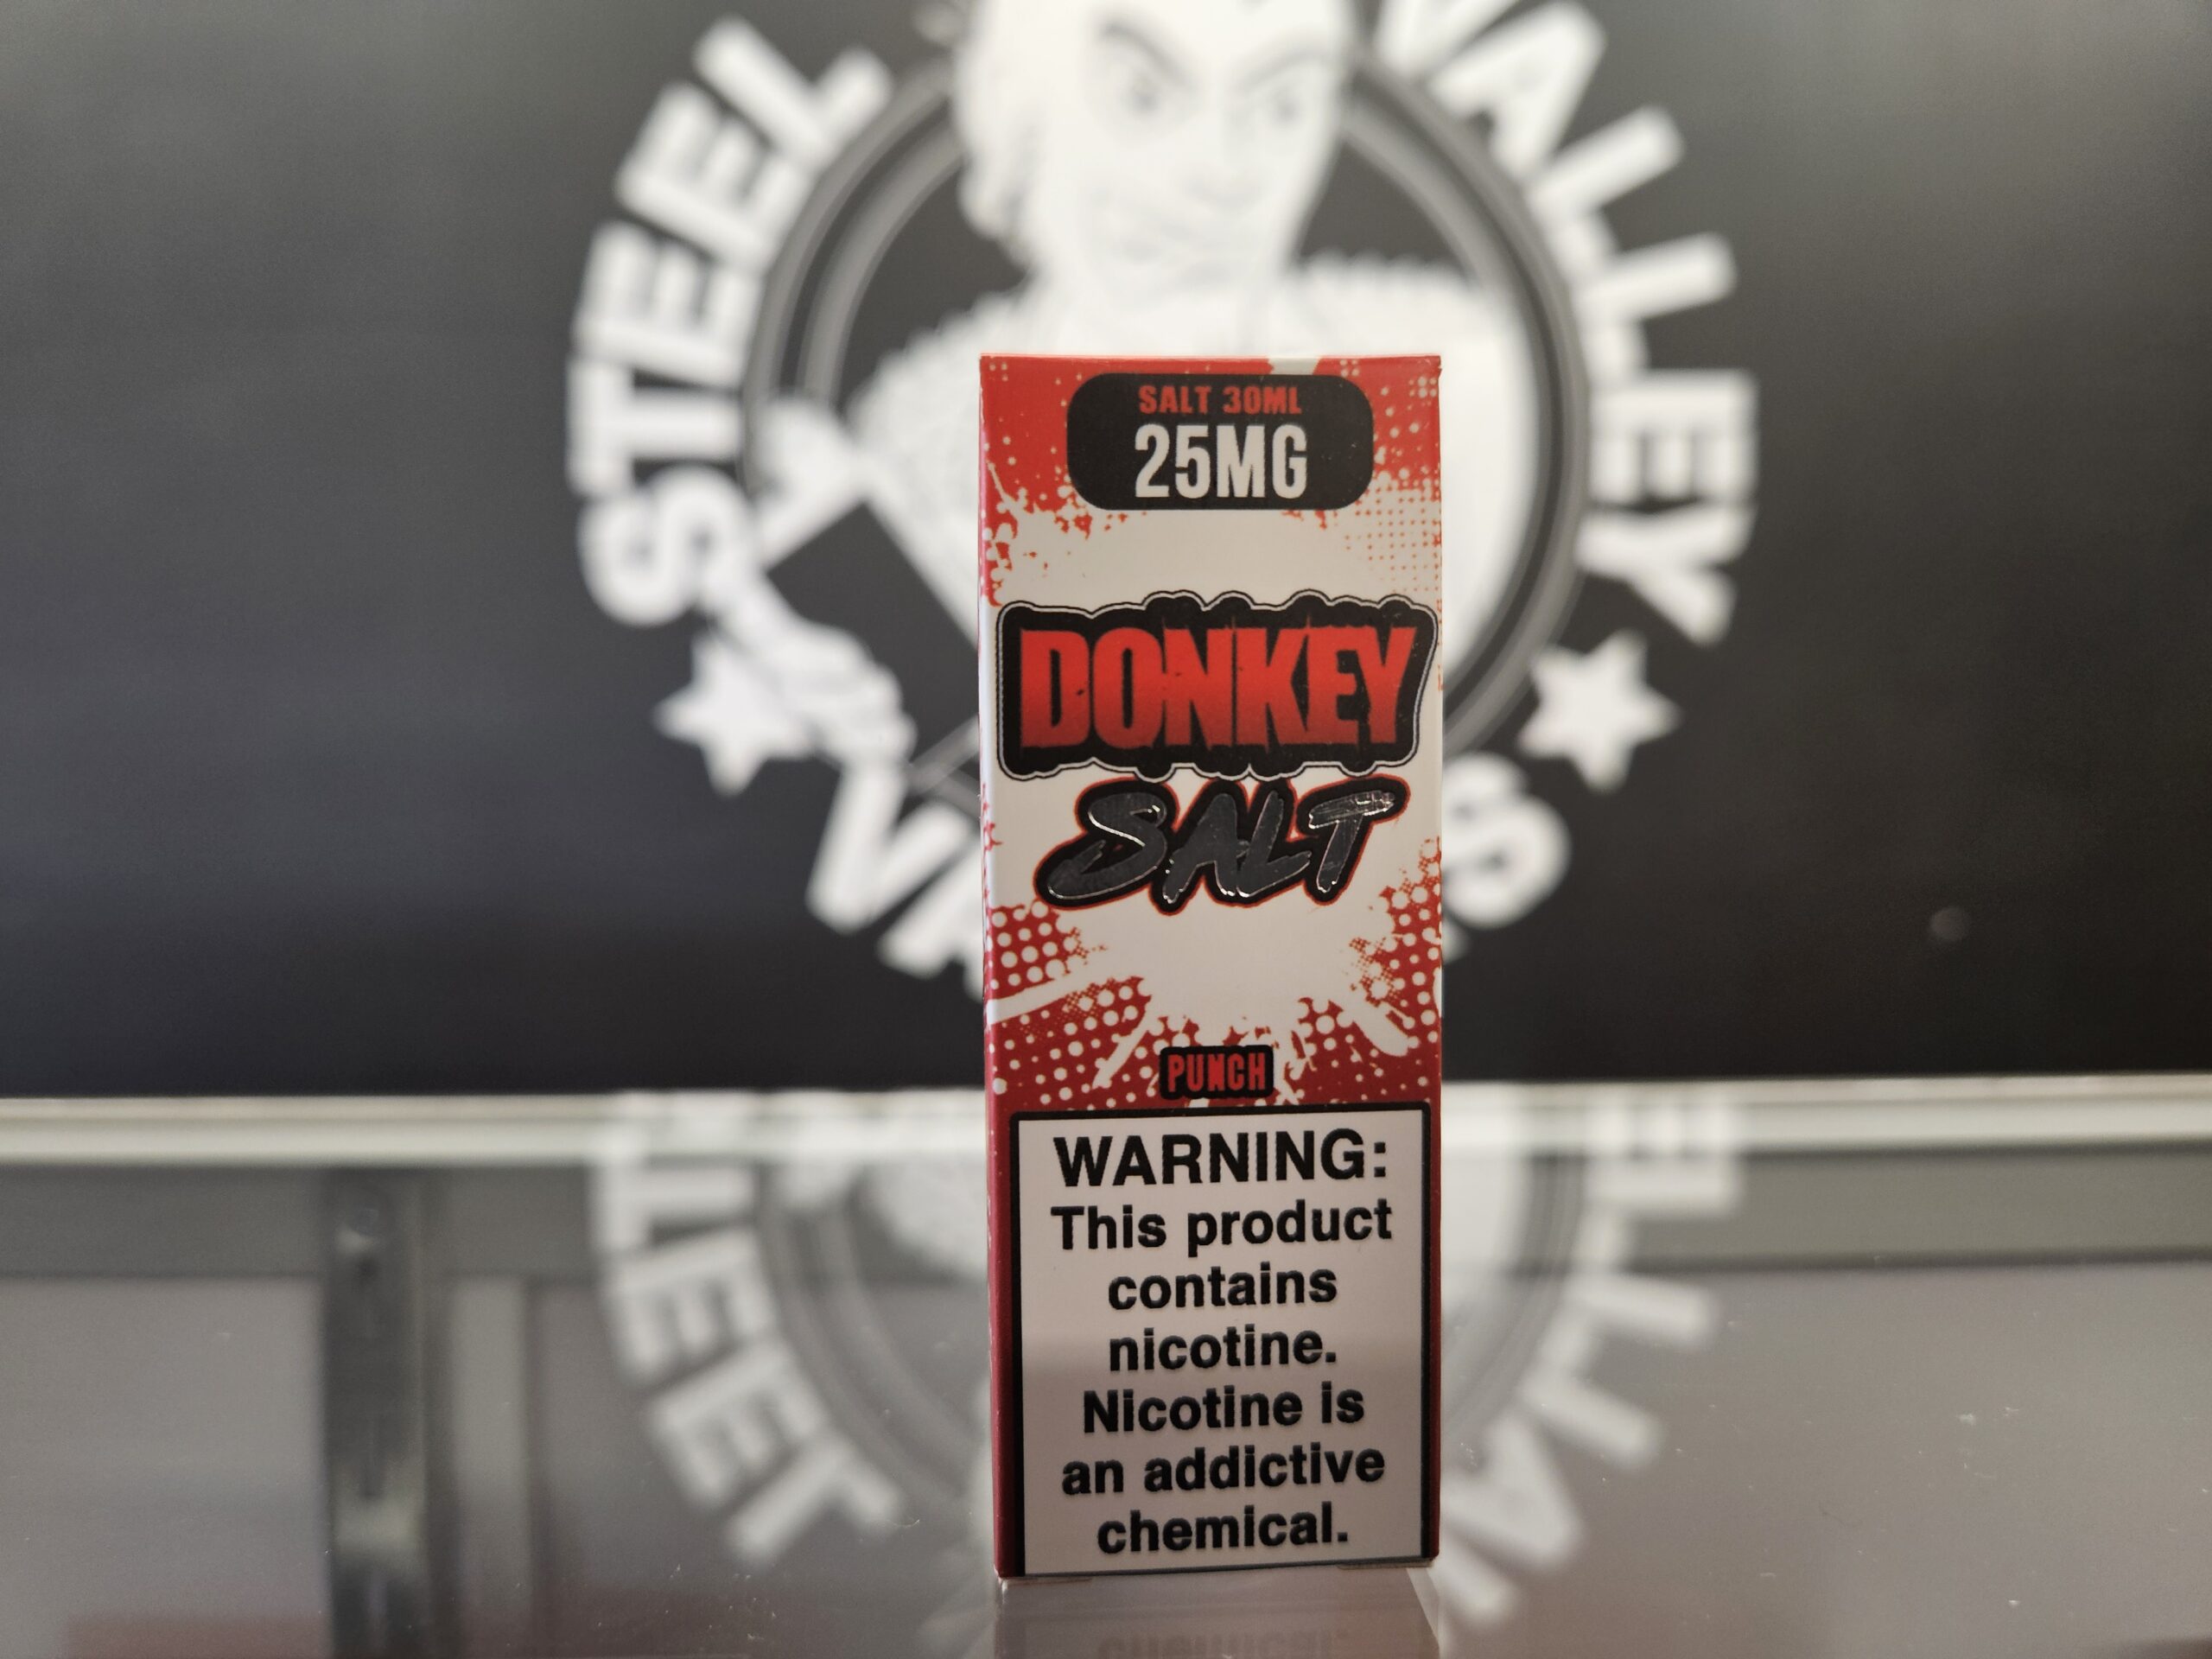 STEEL VALLEY
SALT 30ML
25MG
DONKEY
SALT
PUNCH
WARNING:
This product
contains
nicotine.
Nicotine is
an addictive
chemical.